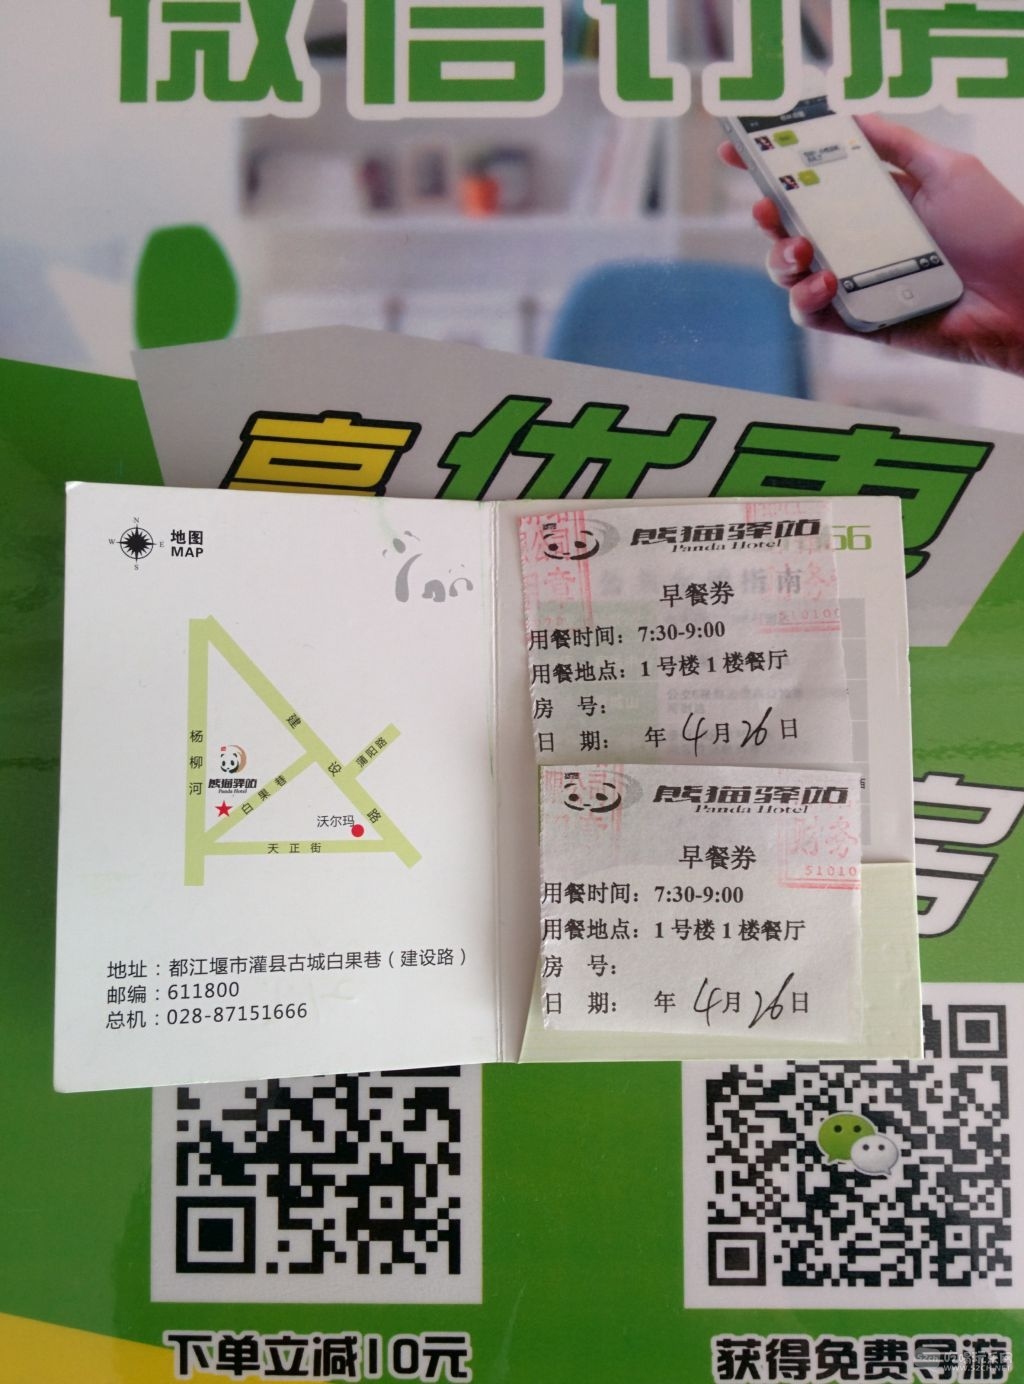 微信订房
享优惠
地图
MAP
N
W
E
S
建
设
路
蒲阳路
杨柳河
熊猫驿站
Panda Hotel
白果巷
沃尔玛
天正街
地址：都江堰市灌县古城白果巷（建设路）
邮编：611800
总机：028-87151666
熊猫驿站
Panda Hotel
66
指南
早餐券
用餐时间：7:30-9:00
用餐地点：1号楼1楼餐厅
房 号：
日 期： 年 4月26日
51010
熊猫驿站
Panda Hotel
早餐券
用餐时间：7:30-9:00
用餐地点：1号楼1楼餐厅
房 号：
日 期： 年 4月26日
财务
51010
下单立减10元
获得免费导游